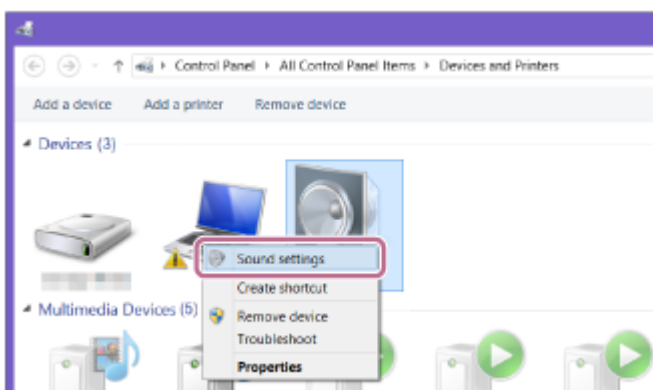 Control Panel ▸ All Control Panel Items ▸ Devices and Printers
Add a device Add a printer Remove device
Devices (3)
Sound settings
Create shortcut
Multimedia Devices (5)
Remove device
Troubleshoot
Properties